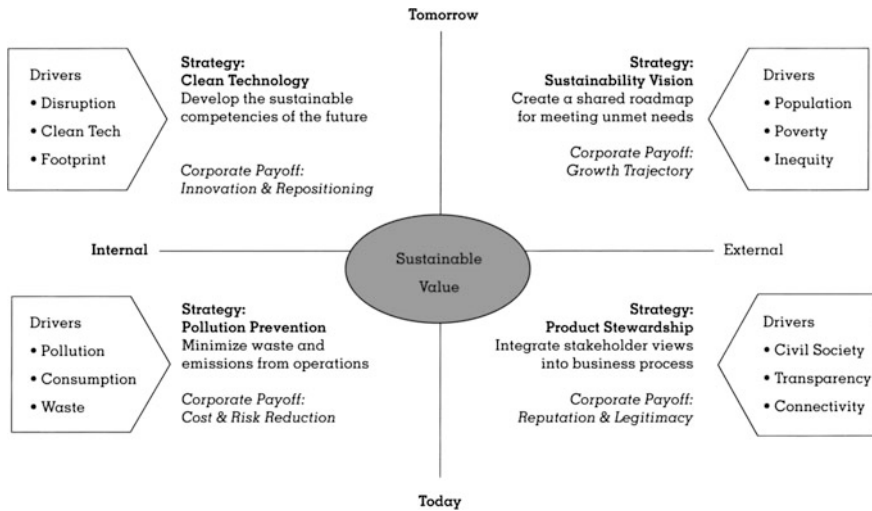 Tomorrow
Drivers
• Disruption
• Clean Tech
• Footprint
Strategy:
Clean Technology
Develop the sustainable
competencies of the future
Corporate Payoff:
Innovation & Repositioning
Strategy:
Sustainability Vision
Create a shared roadmap
for meeting unmet needs
Corporate Payoff:
Growth Trajectory
Drivers
• Population
• Poverty
• Inequity
Internal
Sustainable
Value
External
Drivers
• Pollution
• Consumption
• Waste
Strategy:
Pollution Prevention
Minimize waste and
emissions from operations
Corporate Payoff:
Cost & Risk Reduction
Strategy:
Product Stewardship
Integrate stakeholder views
into business process
Corporate Payoff:
Reputation & Legitimacy
Drivers
• Civil Society
• Transparency
• Connectivity
Today